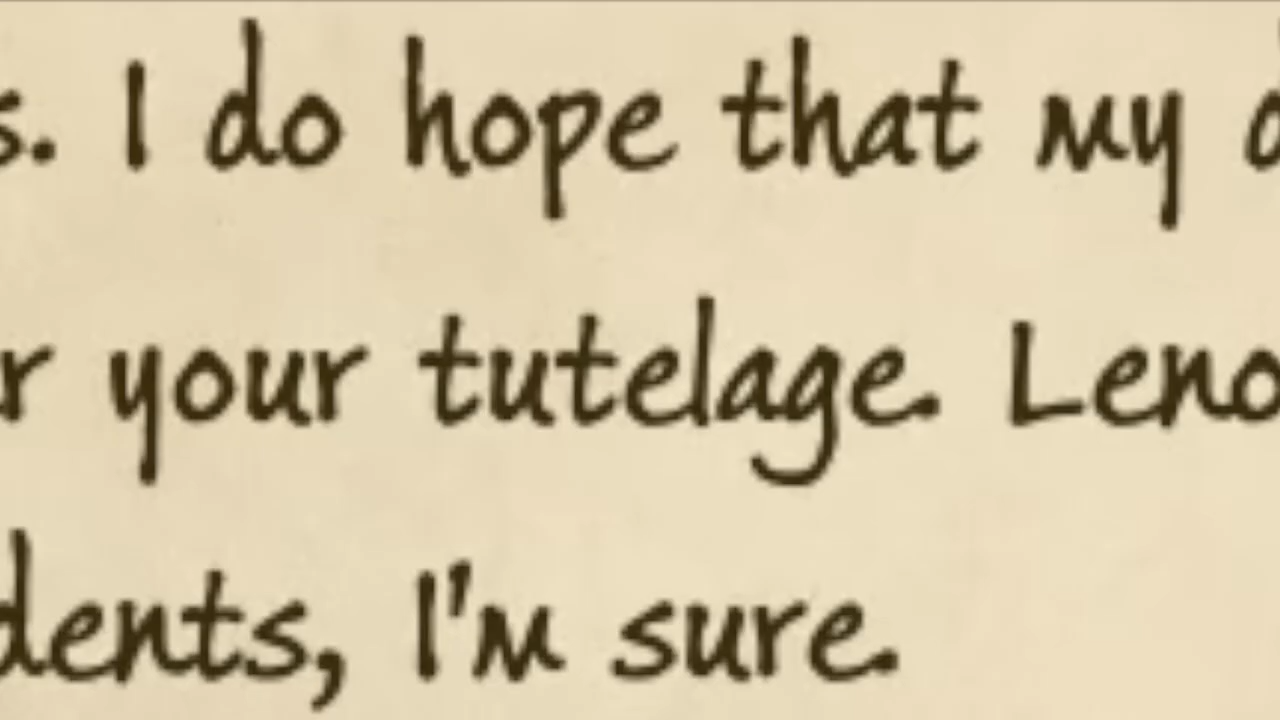 s. I do hope that my
r your tutelage. Leno
dents, I'm sure.